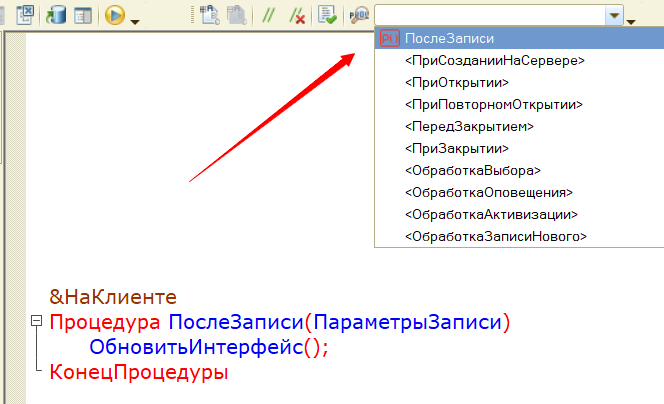 ПослеЗаписи
<ПриСозданииНаСервере>
<ПриОткрытии>
<ПриПовторномОткрытии>
<ПередЗакрытием>
<ПриЗакрытии>
<ОбработкаВыбора>
<ОбработкаОповещения>
<ОбработкаАктивизации>
<ОбработкаЗаписиНового>
&НаКлиенте
Процедура ПослеЗаписи(ПараметрыЗаписи)
ОбновитьИнтерфейс();
КонецПроцедуры